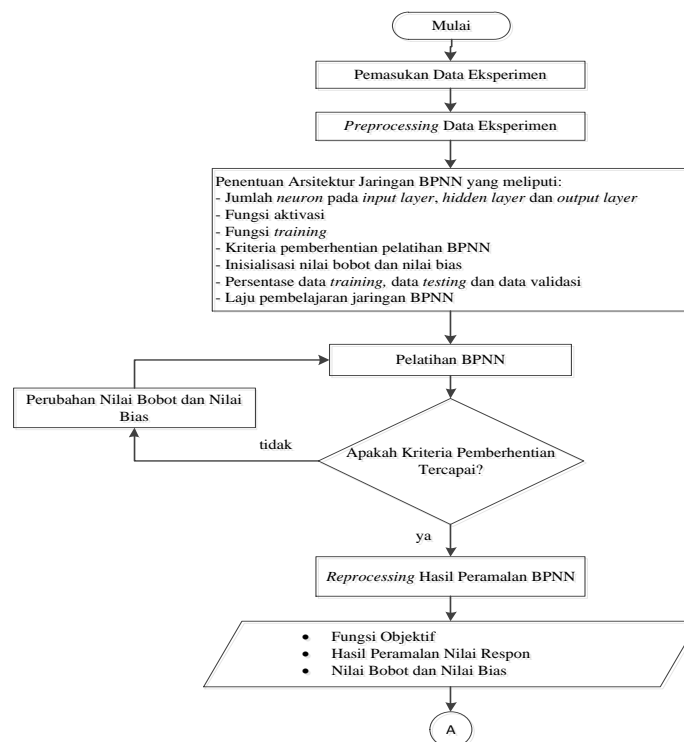 Mulai
Pemasukan Data Eksperimen
Preprocessing Data Eksperimen
Penentuan Arsitektur Jaringan BPNN yang meliputi:
- Jumlah neuron pada input layer, hidden layer dan output layer
- Fungsi aktivasi
- Fungsi training
- Kriteria pemberhentian pelatihan BPNN
- Inisialisasi nilai bobot dan nilai bias
- Persentase data training, data testing dan data validasi
- Laju pembelajaran jaringan BPNN
Pelatihan BPNN
Perubahan Nilai Bobot dan Nilai
Bias
tidak
Apakah Kriteria Pemberhentian
Tercapai?
ya
Reprocessing Hasil Peramalan BPNN
• Fungsi Objektif
• Hasil Peramalan Nilai Respon
• Nilai Bobot dan Nilai Bias
A